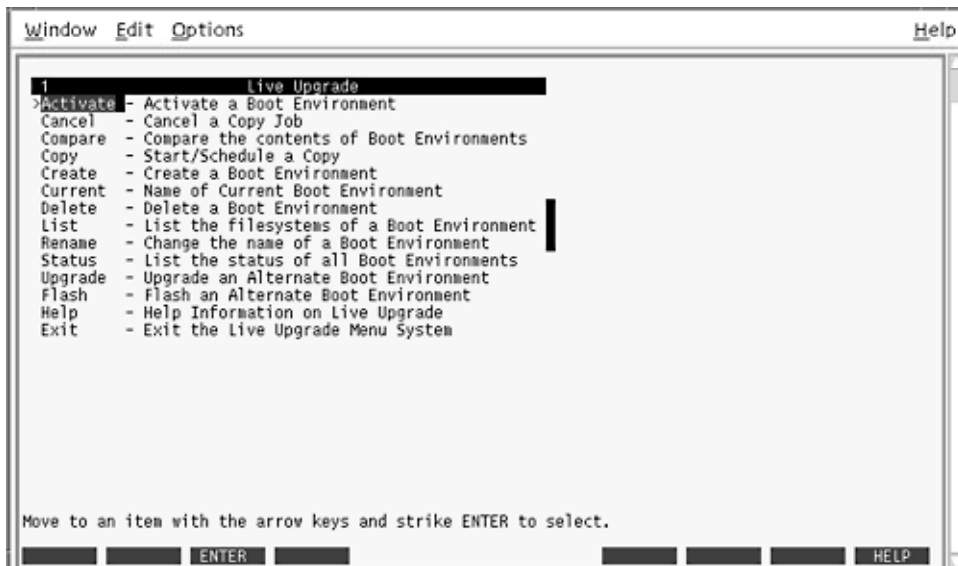 Window Edit Options Help
1 Live Upgrade
>Activate - Activate a Boot Environment
Cancel - Cancel a Copy Job
Compare - Compare the contents of Boot Environments
Copy - Start/Schedule a Copy
Create - Create a Boot Environment
Current - Name of Current Boot Environment
Delete - Delete a Boot Environment
List - List the filesystems of a Boot Environment
Rename - Change the name of a Boot Environment
Status - List the status of all Boot Environments
Upgrade - Upgrade an Alternate Boot Environment
Flash - Flash an Alternate Boot Environment
Help - Help Information on Live Upgrade
Exit - Exit the Live Upgrade Menu System
Move to an item with the arrow keys and strike ENTER to select.
ENTER HELP